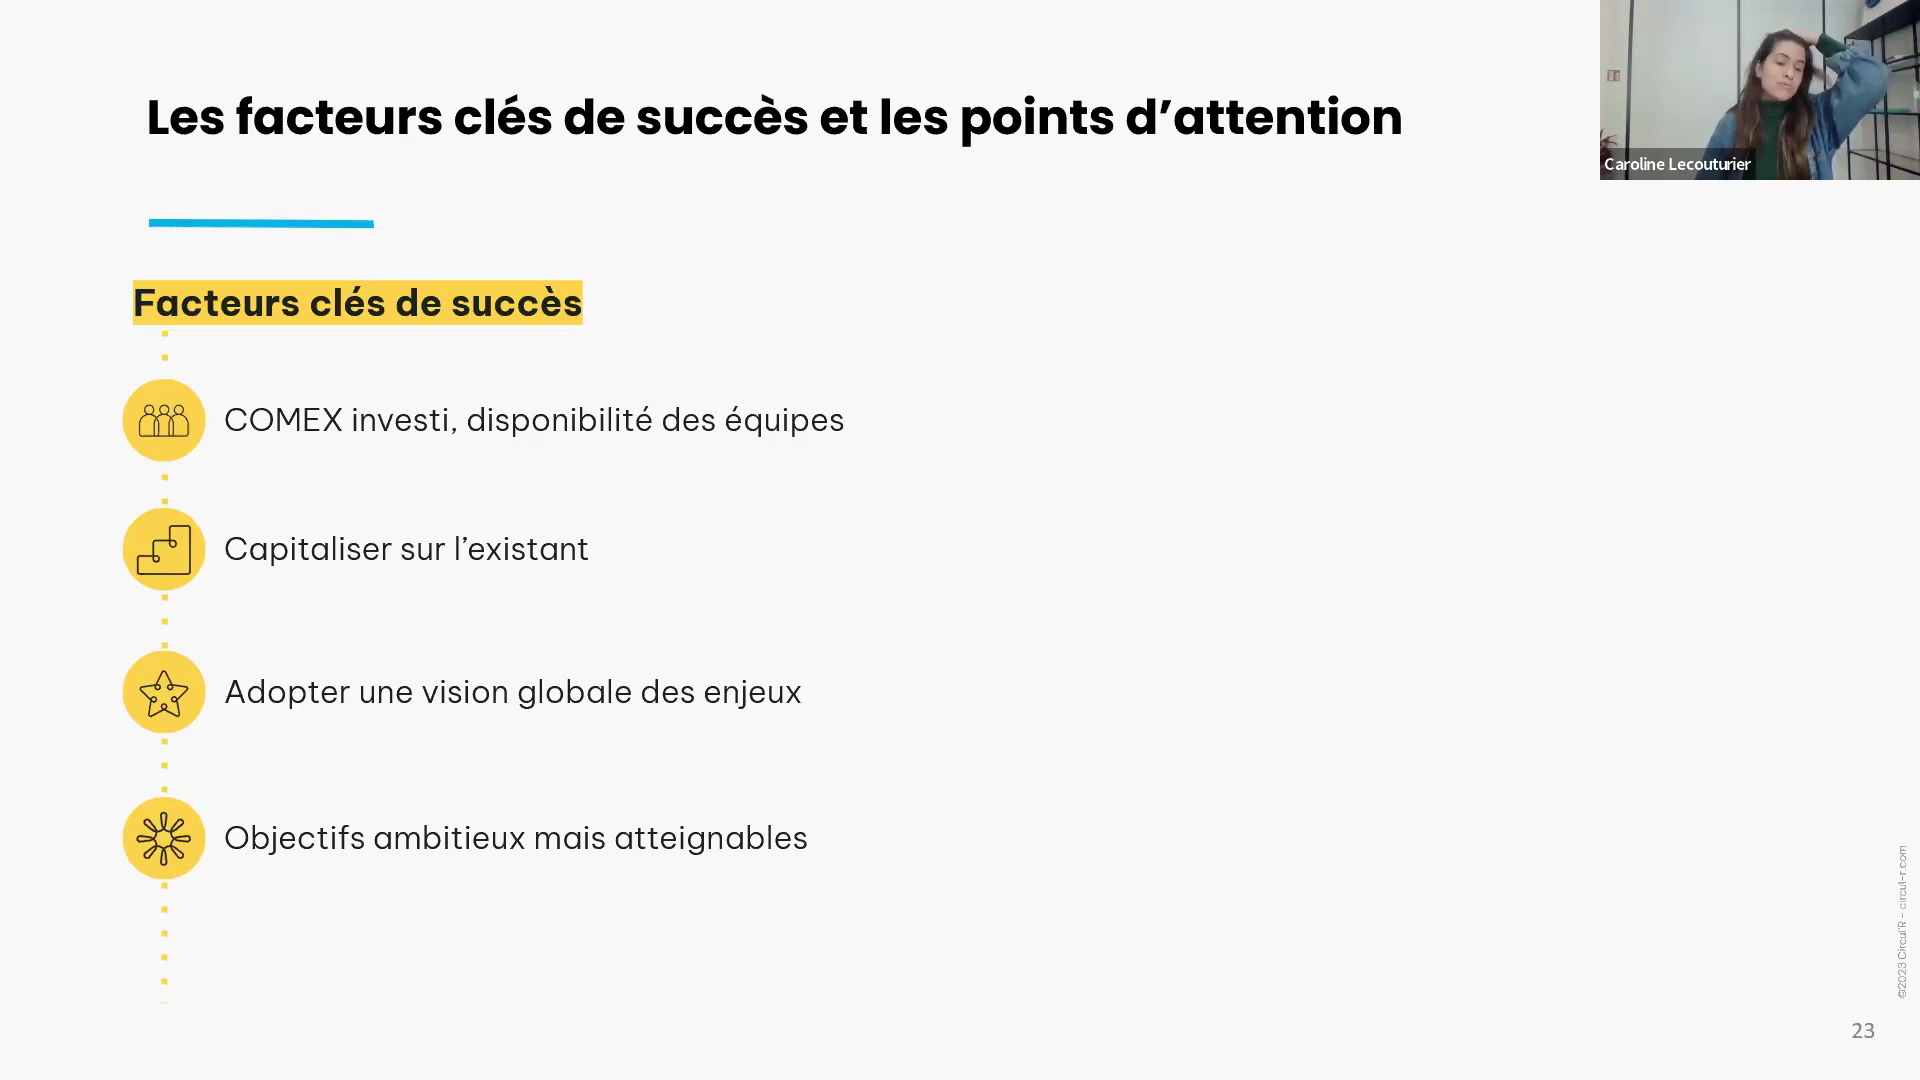 Les facteurs clés de succès et les points d’attention
Caroline Lecouturier
Facteurs clés de succès
COMEX investi, disponibilité des équipes
Capitaliser sur l’existant
Adopter une vision globale des enjeux
Objectifs ambitieux mais atteignables
©2023 Circul'R - circul-r.com
23